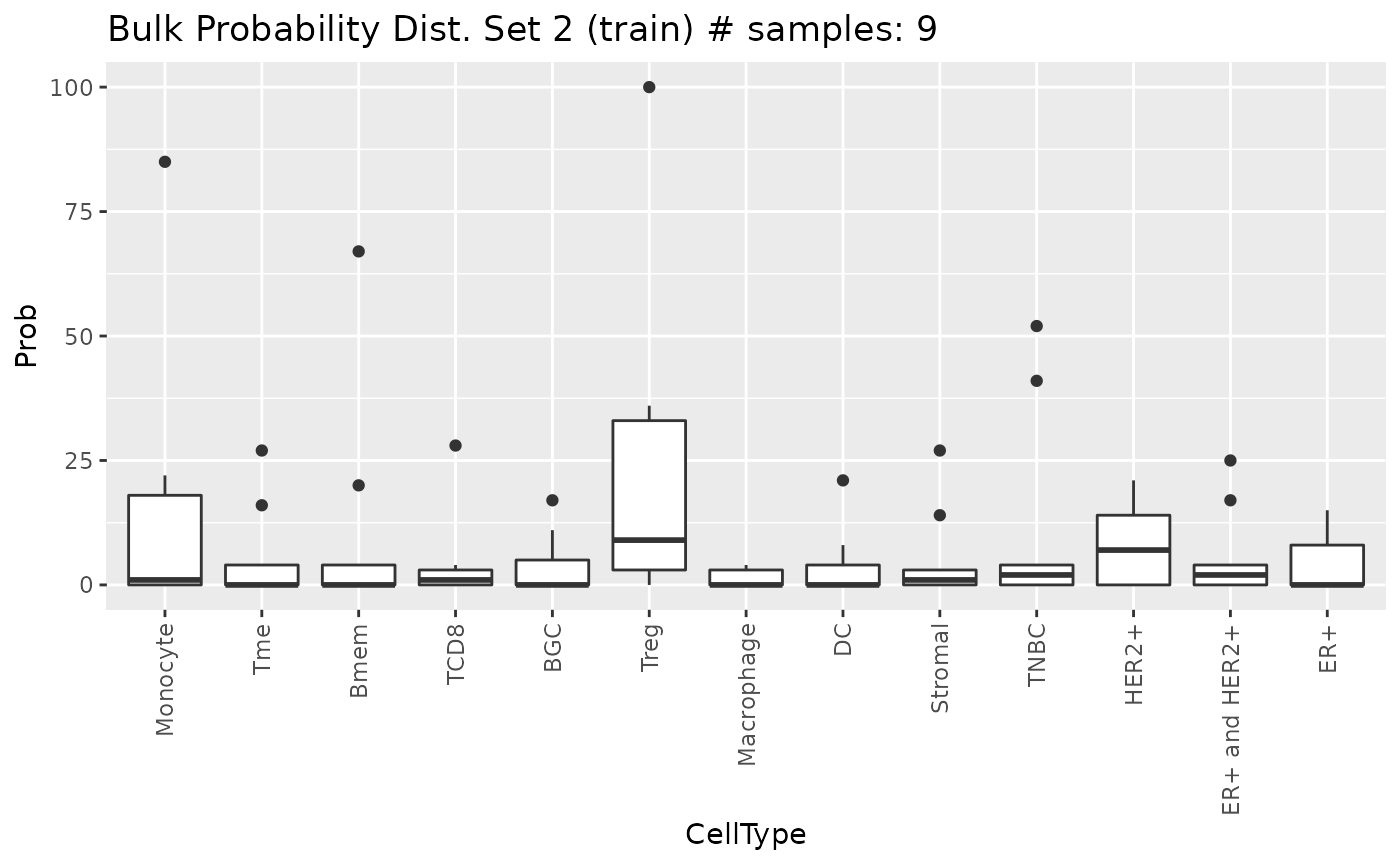 Bulk Probability Dist. Set 2 (train) # samples: 9
Prob
100
75
50
25
0
Monocyte
Tme
Bmem
TCD8
BGC
Treg
Macrophage
DC
Stromal
TNBC
HER2+
ER+ and HER2+
ER+
CellType